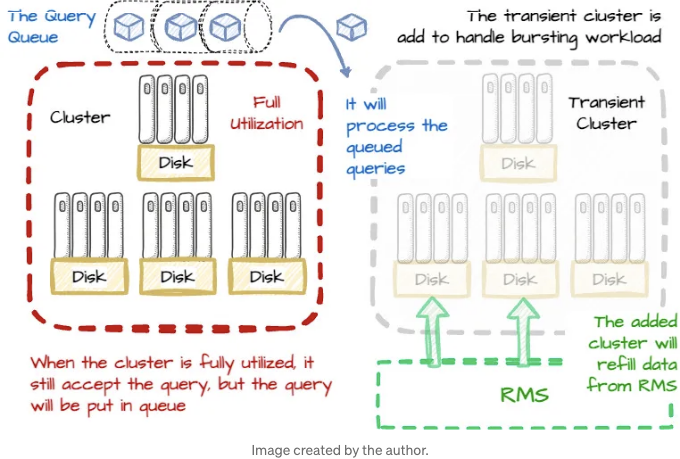 The Query
Queue
The transient cluster is
add to handle bursting workload
Cluster
Full
Utilization
Disk
Disk
Disk
Disk
It will
process the
queued
queries
Transient
Cluster
Disk
Disk
Disk
Disk
When the cluster is fully utilized, it
still accept the query, but the query
will be put in queue
The added
cluster will
refill data
from RMS
RMS
Image created by the author.